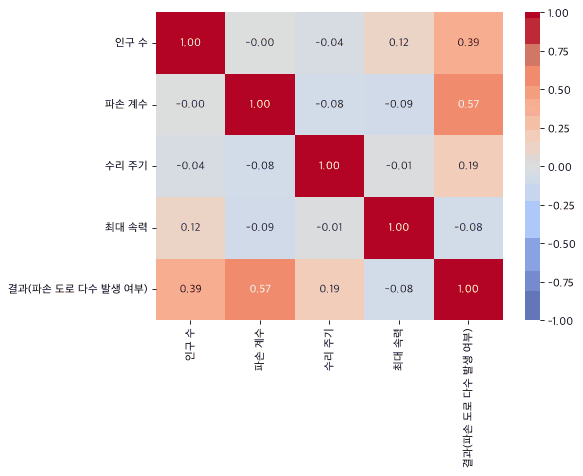 인구 수 1.00 -0.00 -0.04 0.12 0.39
파손 계수 -0.00 1.00 -0.08 -0.09 0.57
수리 주기 -0.04 -0.08 1.00 -0.01 0.19
최대 속력 0.12 -0.09 -0.01 1.00 -0.08
결과(파손 도로 다수 발생 여부) 0.39 0.57 0.19 -0.08 1.00
인구 수
파손 계수
수리 주기
최대 속력
결과(파손 도로 다수 발생 여부)
1.00
0.75
0.50
0.25
0.00
-0.25
-0.50
-0.75
-1.00